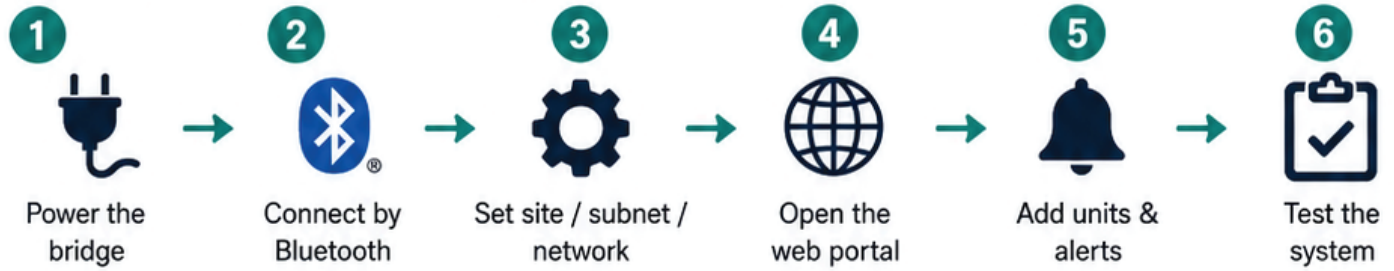 1
Power the
bridge
2
Connect by
Bluetooth
®
3
Set site / subnet /
network
4
Open the
web portal
5
Add units &
alerts
6
Test the
system